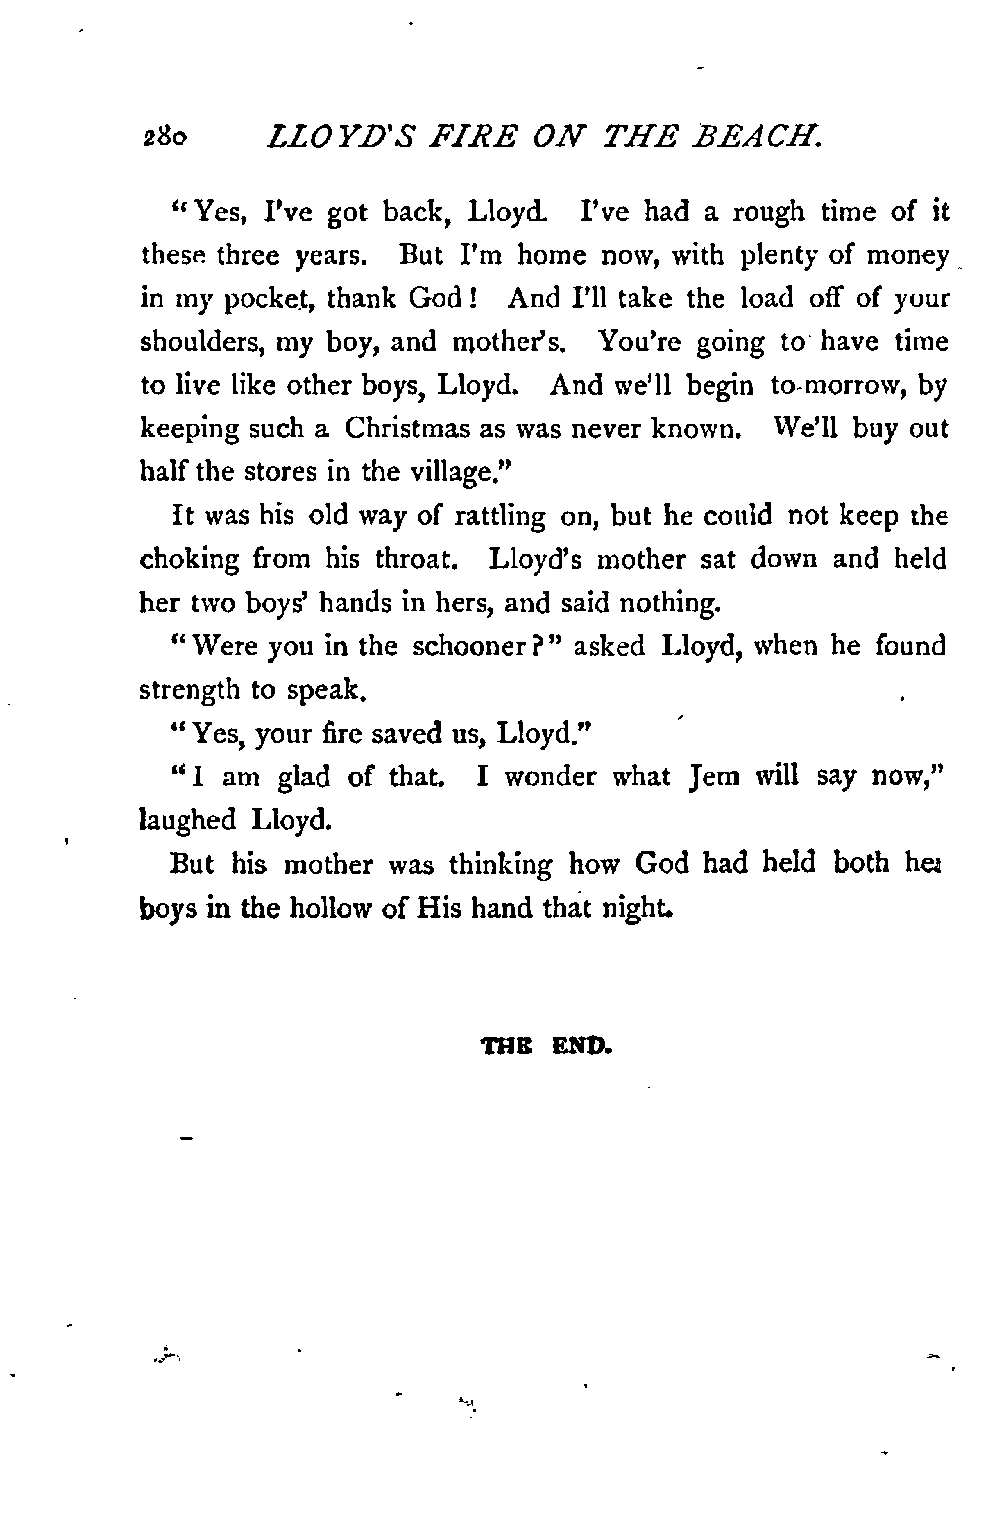 280 LLOYD'S FIRE ON THE BEACH.
"Yes, I've got back, Lloyd. I've had a rough time of it
these three years. But I'm home now, with plenty of money
in my pocket, thank God! And I'll take the load off of your
shoulders, my boy, and mother's. You're going to have time
to live like other boys, Lloyd. And we'll begin to-morrow, by
keeping such a Christmas as was never known. We'll buy out
half the stores in the village."
It was his old way of rattling on, but he could not keep the
choking from his throat. Lloyd's mother sat down and held
her two boys' hands in hers, and said nothing.
"Were you in the schooner?" asked Lloyd, when he found
strength to speak.
"Yes, your fire saved us, Lloyd."
"I am glad of that. I wonder what Jem will say now,"
laughed Lloyd.
But his mother was thinking how God had held both her
boys in the hollow of His hand that night.
THE END.